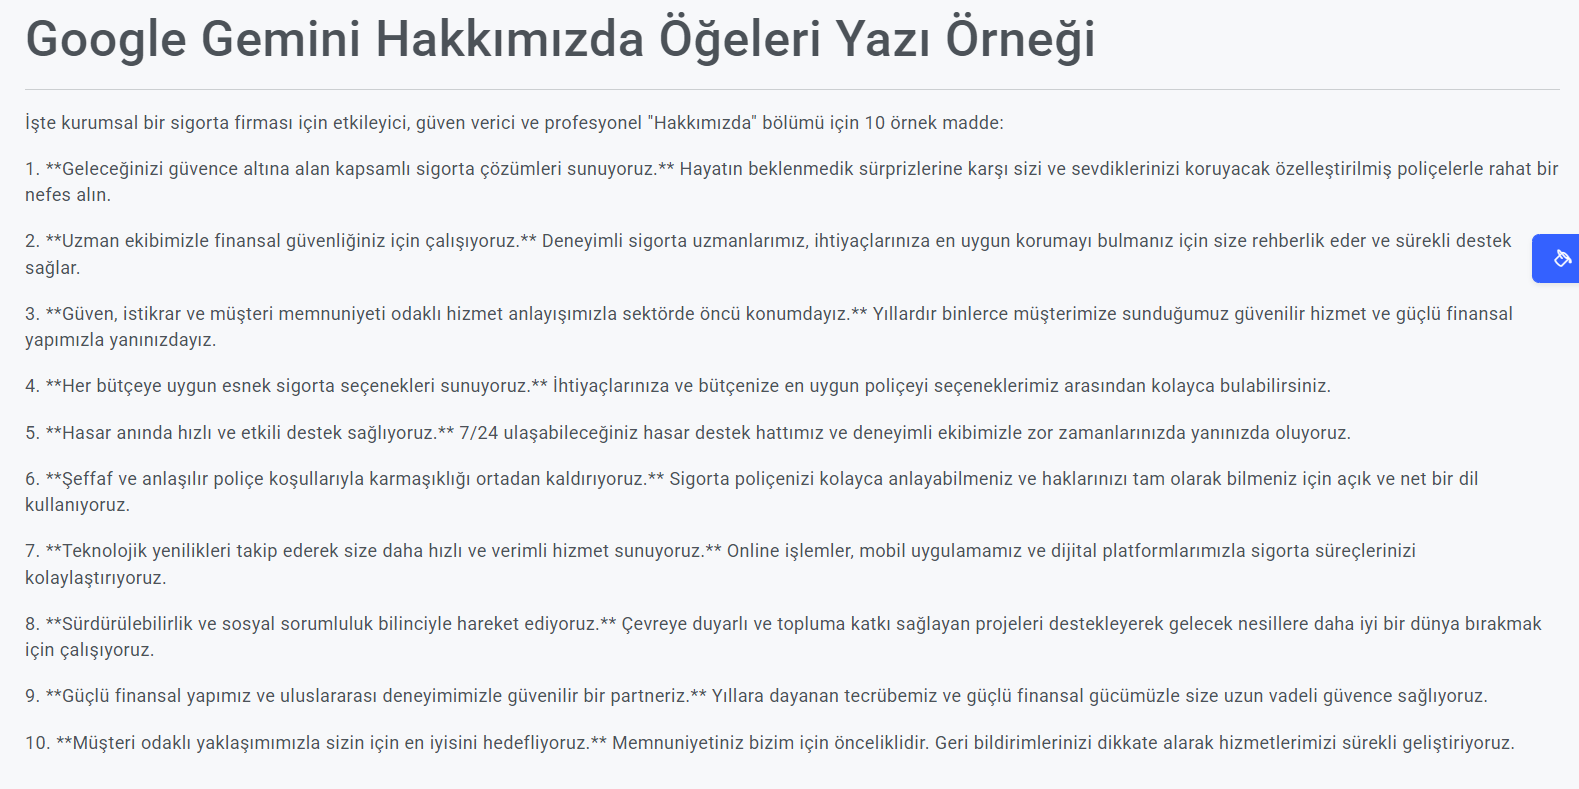 Google Gemini Hakkımızda Öğeleri Yazı Örneği
İşte kurumsal bir sigorta firması için etkileyici, güven verici ve profesyonel "Hakkımızda" bölümü için 10 örnek madde:
1. **Geleceğinizi güvence altına alan kapsamlı sigorta çözümleri sunuyoruz.** Hayatın beklenmedik sürprizlerine karşı sizi ve sevdiklerinizi koruyacak özelleştirilmiş poliçelerle rahat bir
nefes alın.
2. **Uzman ekibimizle finansal güvenliğiniz için çalışıyoruz.** Deneyimli sigorta uzmanlarımız, ihtiyaçlarınıza en uygun korumayı bulmanız için size rehberlik eder ve sürekli destek
sağlar.
3. **Güven, istikrar ve müşteri memnuniyeti odaklı hizmet anlayışımızla sektörde öncü konumdayız.** Yıllardır binlerce müşterimize sunduğumuz güvenilir hizmet ve güçlü finansal
yapımızla yanınızdayız.
4. **Her bütçeye uygun esnek sigorta seçenekleri sunuyoruz.** İhtiyaçlarınıza ve bütçenize en uygun poliçeyi seçeneklerimiz arasından kolayca bulabilirsiniz.
5. **Hasar anında hızlı ve etkili destek sağlıyoruz.** 7/24 ulaşabileceğiniz hasar destek hattımız ve deneyimli ekibimizle zor zamanlarınızda yanınızda oluyoruz.
6. **Şeffaf ve anlaşılır poliçe koşullarıyla karmaşıklığı ortadan kaldırıyoruz.** Sigorta poliçenizi kolayca anlayabilmeniz ve haklarınızı tam olarak bilmeniz için açık ve net bir dil
kullanıyoruz.
7. **Teknolojik yenilikleri takip ederek size daha hızlı ve verimli hizmet sunuyoruz.** Online işlemler, mobil uygulamamız ve dijital platformlarımızla sigorta süreçlerinizi
kolaylaştırıyoruz.
8. **Sürdürülebilirlik ve sosyal sorumluluk bilinciyle hareket ediyoruz.** Çevreye duyarlı ve topluma katkı sağlayan projeleri destekleyerek gelecek nesillere daha iyi bir dünya bırakmak
için çalışıyoruz.
9. **Güçlü finansal yapımız ve uluslararası deneyimimizle güvenilir bir partneriz.** Yıllara dayanan tecrübemiz ve güçlü finansal gücümüzle size uzun vadeli güvence sağlıyoruz.
10. **Müşteri odaklı yaklaşımımızla sizin için en iyisini hedefliyoruz.** Memnuniyetiniz bizim için önceliklidir. Geri bildirimlerinizi dikkate alarak hizmetlerimizi sürekli geliştiriyoruz.